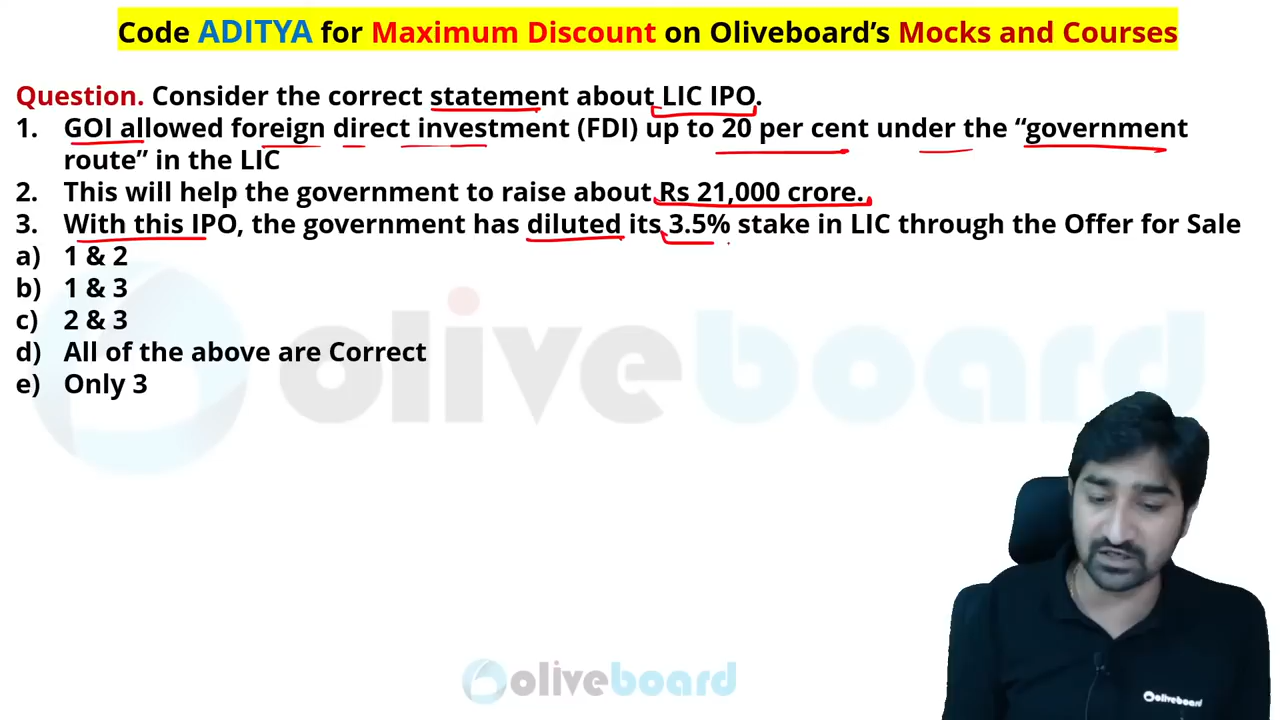 Code ADITYA for Maximum Discount on Oliveboard’s Mocks and Courses
Question. Consider the correct statement about LIC IPO.
1. GOI allowed foreign direct investment (FDI) up to 20 per cent under the “government
route” in the LIC
2. This will help the government to raise about Rs 21,000 crore.
3. With this IPO, the government has diluted its 3.5% stake in LIC through the Offer for Sale
a) 1 & 2
b) 1 & 3
c) 2 & 3
d) All of the above are Correct
e) Only 3
oliveboard
oliveboard
oliveboard